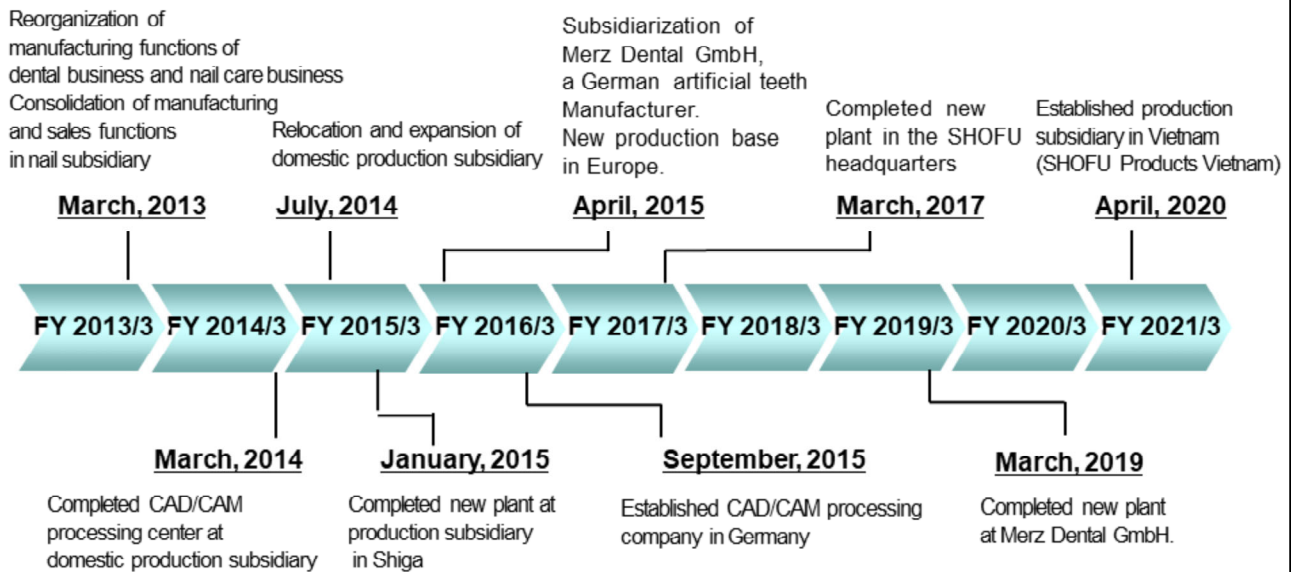 Reorganization of
manufacturing functions of
dental business and nail care business
Consolidation of manufacturing
and sales functions
in nail subsidiary
March, 2013
Relocation and expansion of
domestic production subsidiary
July, 2014
Subsidiarization of
Merz Dental GmbH,
a German artificial teeth
Manufacturer.
New production base
in Europe.
April, 2015
Completed new
plant in the SHOFU
headquarters
March, 2017
Established production
subsidiary in Vietnam
(SHOFU Products Vietnam)
April, 2020
FY 2013/3
FY 2014/3
FY 2015/3
FY 2016/3
FY 2017/3
FY 2018/3
FY 2019/3
FY 2020/3
FY 2021/3
March, 2014
Completed CAD/CAM
processing center at
domestic production subsidiary
January, 2015
Completed new plant at
production subsidiary
in Shiga
September, 2015
Established CAD/CAM processing
company in Germany
March, 2019
Completed new plant
at Merz Dental GmbH.